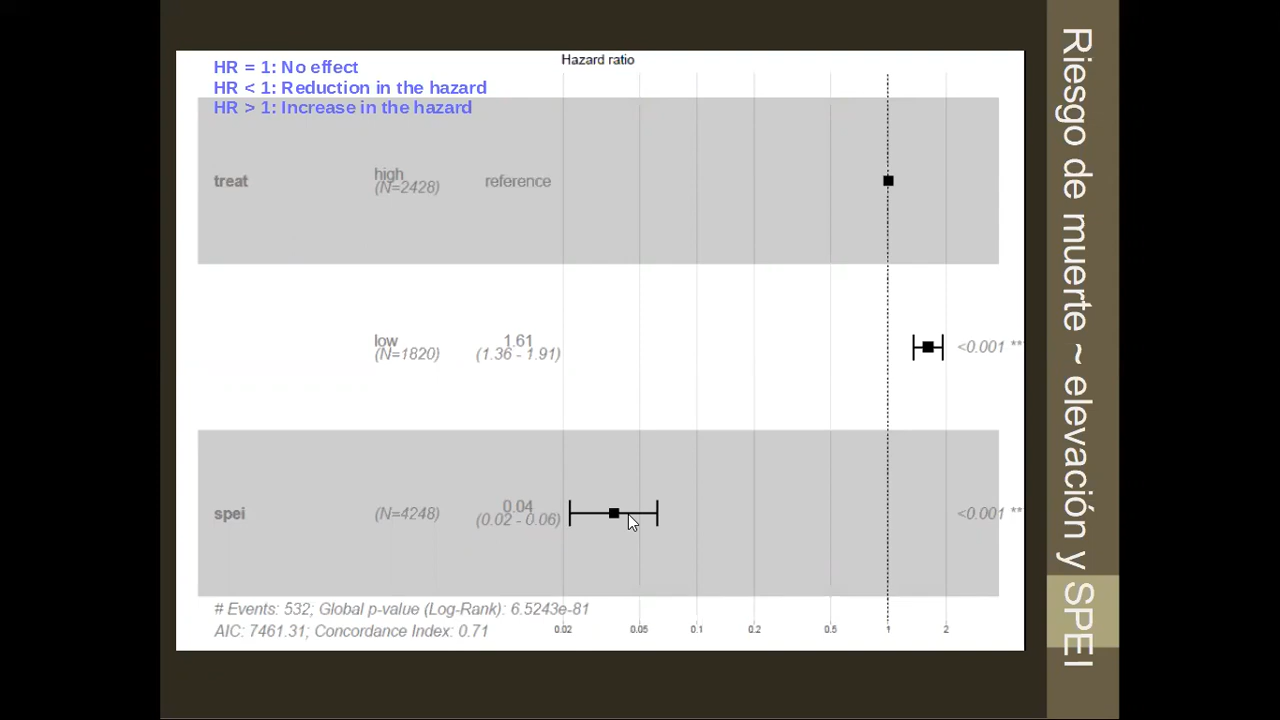 HR = 1: No effect
HR < 1: Reduction in the hazard
HR > 1: Increase in the hazard
Hazard ratio
treat
high
(N=2428)
reference
low
(N=1820)
1.61
(1.36 - 1.91)
<0.001 **
spei
(N=4248)
0.04
(0.02 - 0.06)
<0.001 **
# Events: 532; Global p-value (Log-Rank): 6.5243e-81
AIC: 7461.31; Concordance Index: 0.71
0.02 0.05 0.1 0.2 0.5 1 2
Riesgo de muerte ~ elevación y SPEI